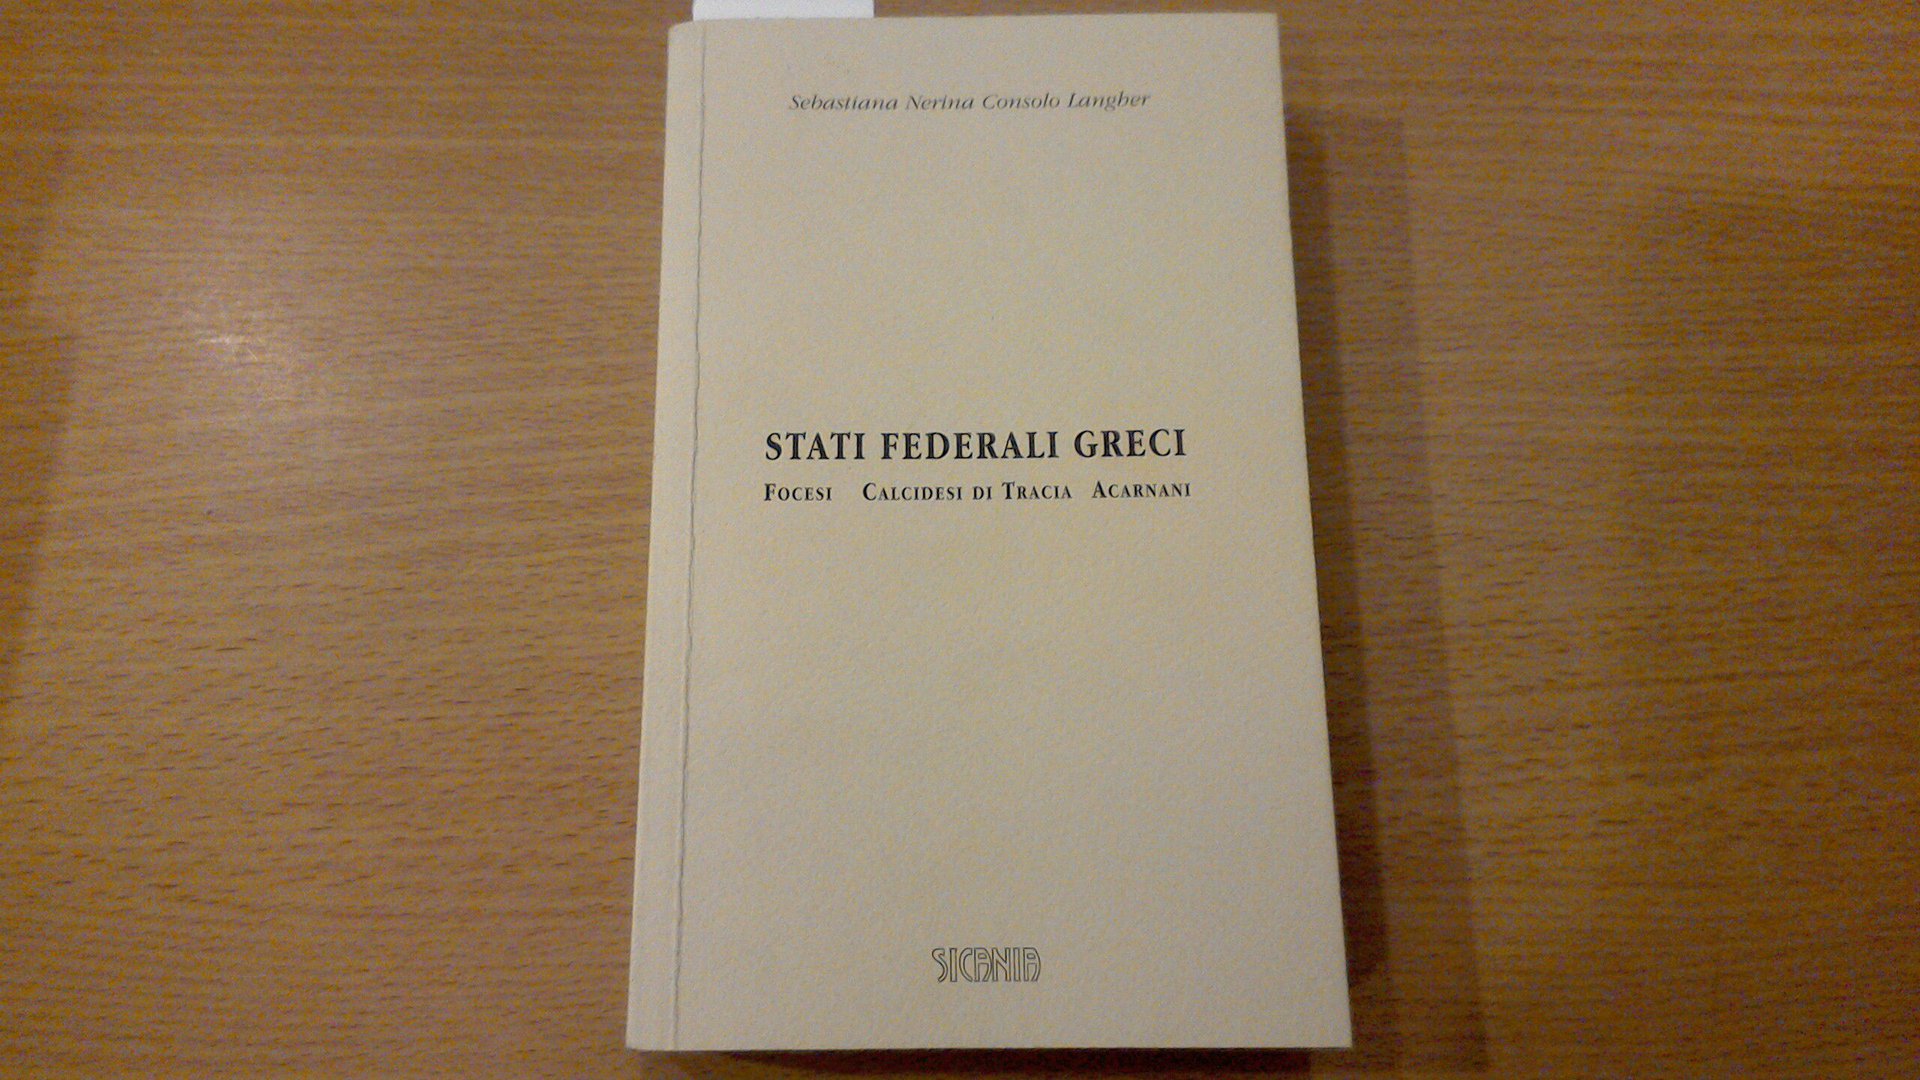 Sebastiana Nerina Consolo Langher
STATI FEDERALI GRECI
FOCESI CALCIDESI DI TRACIA ACARNANI
SICANIA